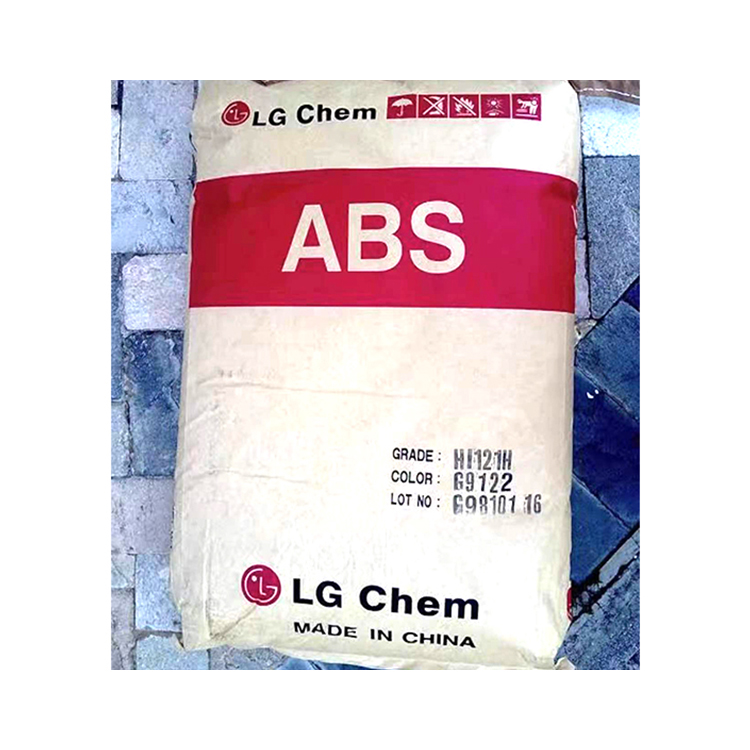 LG Chem
ABS
GRADE : HI121H
COLOR : G9122
LOT NO : G98101 16
LG Chem
MADE IN CHINA